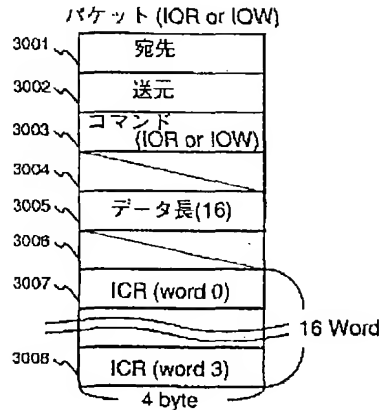 パケット (IOR or IOW)
3001
宛先
3002
送元
3003
コマンド
(IOR or IOW)
3004
3005
データ長(16)
3006
3007
ICR (word 0)
16 Word
3008
ICR (word 3)
4 byte